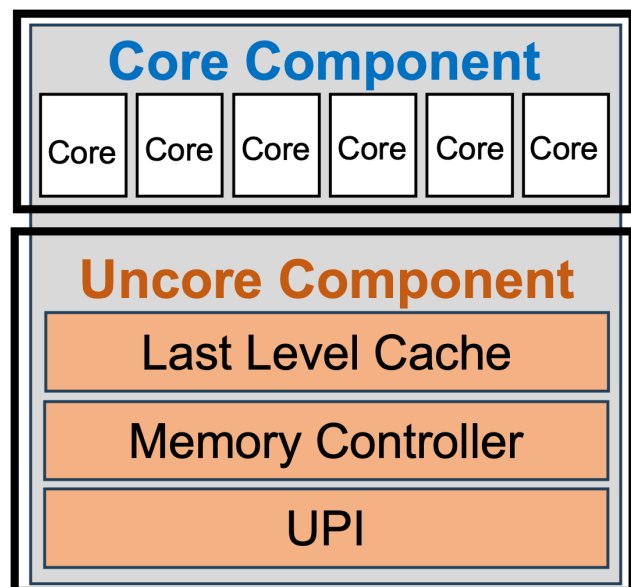 Core Component
Core Core Core Core Core Core
Uncore Component
Last Level Cache
Memory Controller
UPI